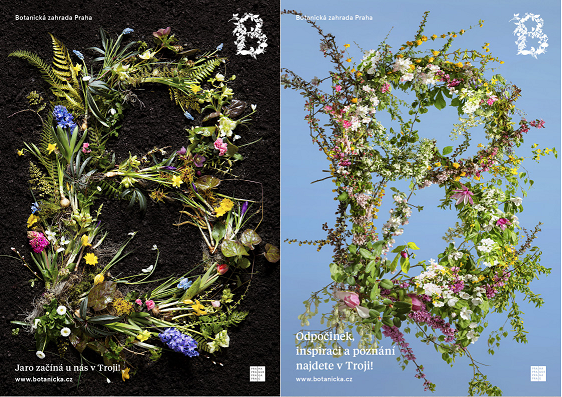 Botanická zahrada Praha
Jaro začíná u nás v Troji!
www.botanicka.cz
Botanická zahrada Praha
Odpočinek,
inspiraci a poznání
najdete v Troji!
www.botanicka.cz